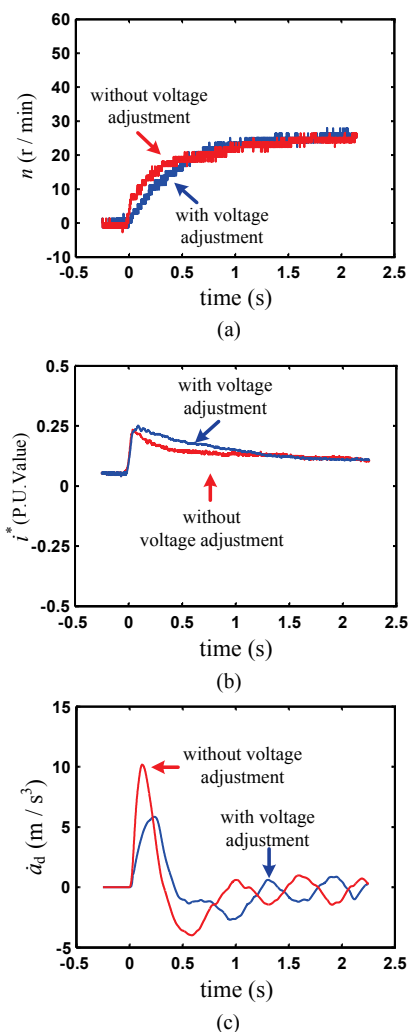 60
50
40
30
20
10
0
-10
n (r / min)
without voltage
adjustment
with voltage
adjustment
-0.5 0 0.5 1 1.5 2 2.5
time (s)
(a)
0.5
0.25
0
-0.25
-0.5
i* (P.U.Value)
with voltage
adjustment
without
voltage adjustment
-0.5 0 0.5 1 1.5 2 2.5
time (s)
(b)
15
10
5
0
-5
ȧd (m / s³)
without voltage
adjustment
with voltage
adjustment
-0.5 0 0.5 1 1.5 2 2.5
time (s)
(c)